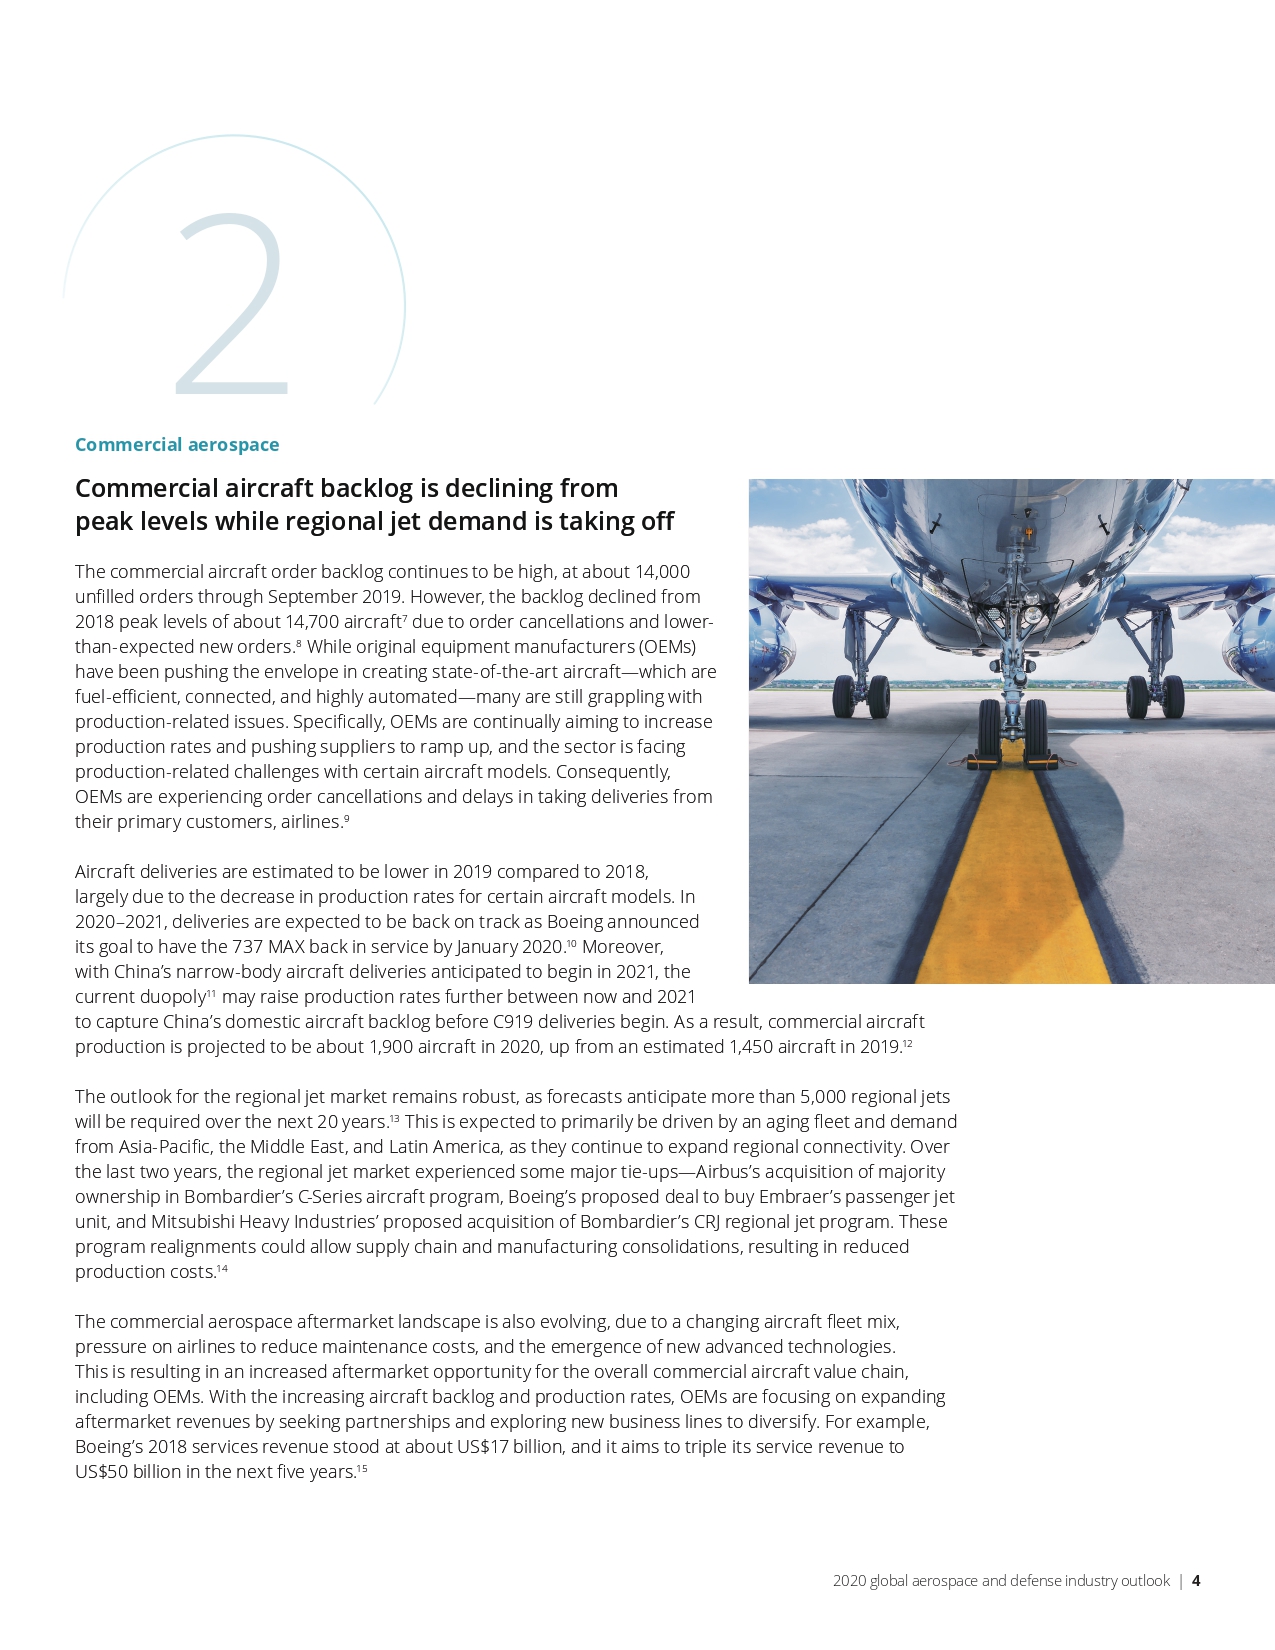 2
Commercial aerospace
Commercial aircraft backlog is declining from
peak levels while regional jet demand is taking off
The commercial aircraft order backlog continues to be high, at about 14,000
unfilled orders through September 2019. However, the backlog declined from
2018 peak levels of about 14,700 aircraft⁷ due to order cancellations and lower-
than-expected new orders.⁸ While original equipment manufacturers (OEMs)
have been pushing the envelope in creating state-of-the-art aircraft—which are
fuel-efficient, connected, and highly automated—many are still grappling with
production-related issues. Specifically, OEMs are continually aiming to increase
production rates and pushing suppliers to ramp up, and the sector is facing
production-related challenges with certain aircraft models. Consequently,
OEMs are experiencing order cancellations and delays in taking deliveries from
their primary customers, airlines.⁹
Aircraft deliveries are estimated to be lower in 2019 compared to 2018,
largely due to the decrease in production rates for certain aircraft models. In
2020–2021, deliveries are expected to be back on track as Boeing announced
its goal to have the 737 MAX back in service by January 2020.¹⁰ Moreover,
with China’s narrow-body aircraft deliveries anticipated to begin in 2021, the
current duopoly¹¹ may raise production rates further between now and 2021
to capture China’s domestic aircraft backlog before C919 deliveries begin. As a result, commercial aircraft
production is projected to be about 1,900 aircraft in 2020, up from an estimated 1,450 aircraft in 2019.¹²
The outlook for the regional jet market remains robust, as forecasts anticipate more than 5,000 regional jets
will be required over the next 20 years.¹³ This is expected to primarily be driven by an aging fleet and demand
from Asia-Pacific, the Middle East, and Latin America, as they continue to expand regional connectivity. Over
the last two years, the regional jet market experienced some major tie-ups—Airbus’s acquisition of majority
ownership in Bombardier’s C-Series aircraft program, Boeing’s proposed deal to buy Embraer’s passenger jet
unit, and Mitsubishi Heavy Industries’ proposed acquisition of Bombardier’s CRJ regional jet program. These
program realignments could allow supply chain and manufacturing consolidations, resulting in reduced
production costs.¹⁴
The commercial aerospace aftermarket landscape is also evolving, due to a changing aircraft fleet mix,
pressure on airlines to reduce maintenance costs, and the emergence of new advanced technologies.
This is resulting in an increased aftermarket opportunity for the overall commercial aircraft value chain,
including OEMs. With the increasing aircraft backlog and production rates, OEMs are focusing on expanding
aftermarket revenues by seeking partnerships and exploring new business lines to diversify. For example,
Boeing’s 2018 services revenue stood at about US$17 billion, and it aims to triple its service revenue to
US$50 billion in the next five years.¹⁵
2020 global aerospace and defense industry outlook | 4